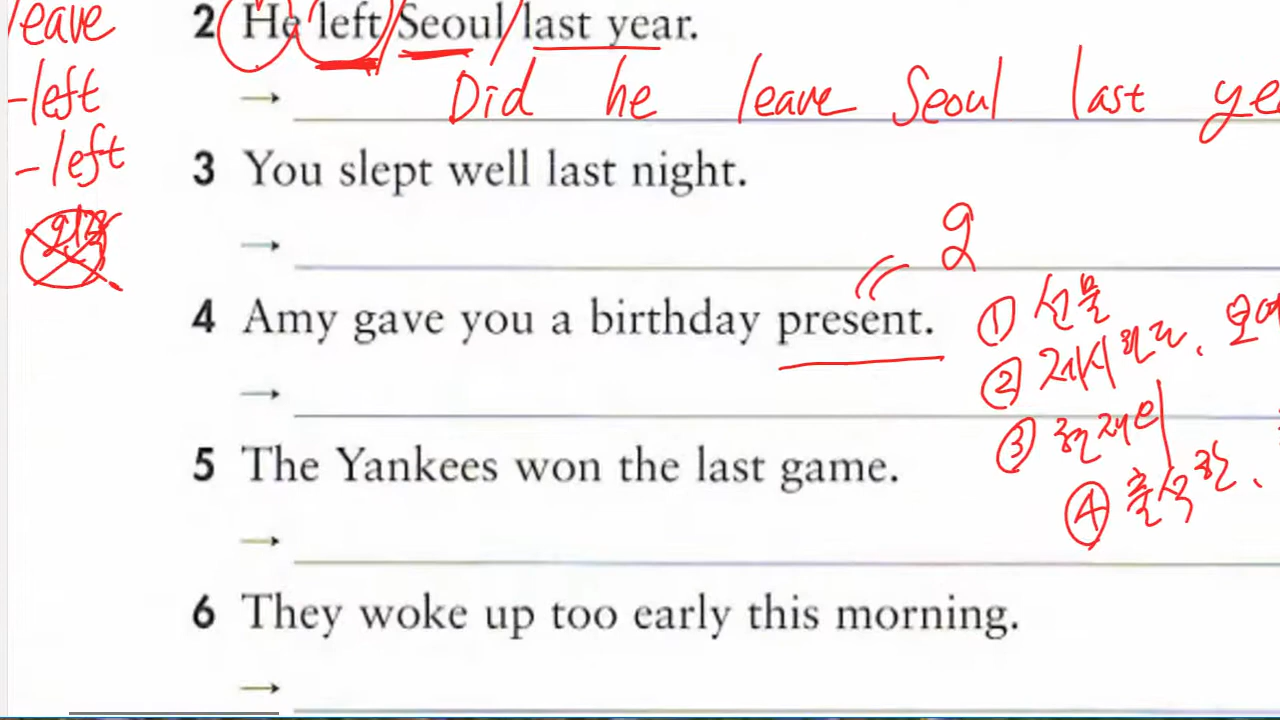 leave
-left
-left
2 He left Seoul last year.
→ Did he leave Seoul last ye
3 You slept well last night.
→
4 Amy gave you a birthday present.
→
① 선물
② 제시한다.
③ 현재의
④ 출석한.
5 The Yankees won the last game.
→
6 They woke up too early this morning.
→